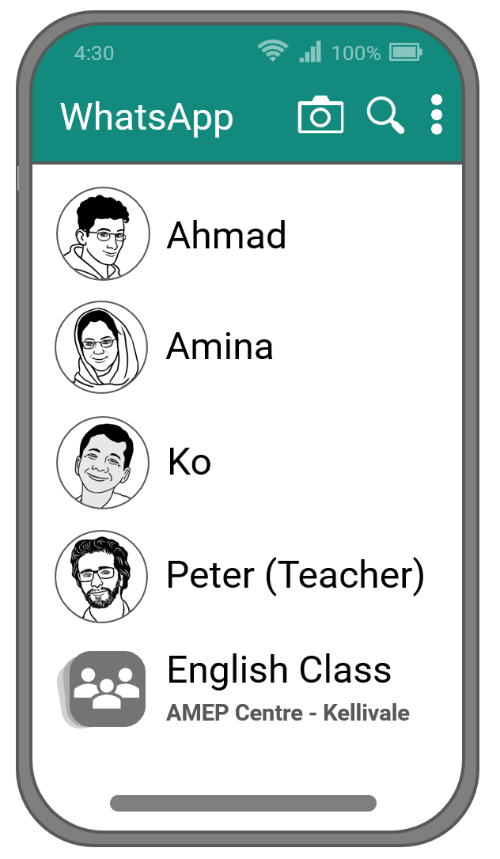 4:30 100%
WhatsApp
Ahmad
Amina
Ko
Peter (Teacher)
English Class
AMEP Centre - Kellivale